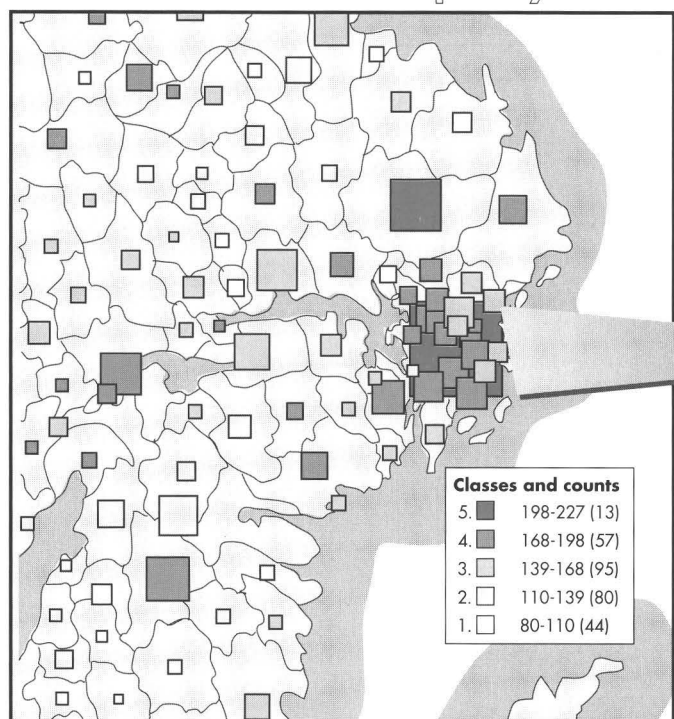 Classes and counts
5. 198-227 (13)
4. 168-198 (57)
3. 139-168 (95)
2. 110-139 (80)
1. 80-110 (44)